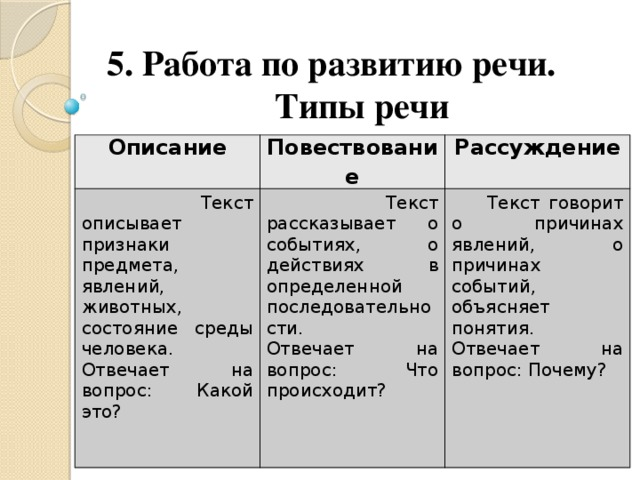 5. Работа по развитию речи.
Типы речи
Описание
Повествовани
е
Рассуждение
Текст
описывает
признаки
предмета,
явлений,
животных,
состояние среды
человека.
Отвечает на
вопрос: Какой
это?
Текст
рассказывает о
событиях, о
действиях в
определенной
последовательно
сти.
Отвечает на
вопрос: Что
происходит?
Текст говорит
о причинах
явлений, о
причинах
событий,
объясняет
понятия.
Отвечает на
вопрос: Почему?